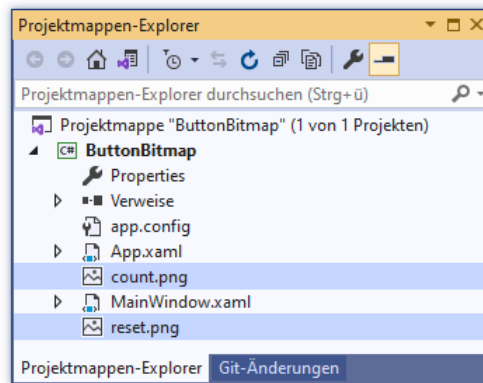 Projektmappen-Explorer
Projektmappen-Explorer durchsuchen (Strg+ü)
Projektmappe "ButtonBitmap" (1 von 1 Projekten)
C# ButtonBitmap
Properties
Verweise
app.config
App.xaml
count.png
MainWindow.xaml
reset.png
Projektmappen-Explorer Git-Änderungen